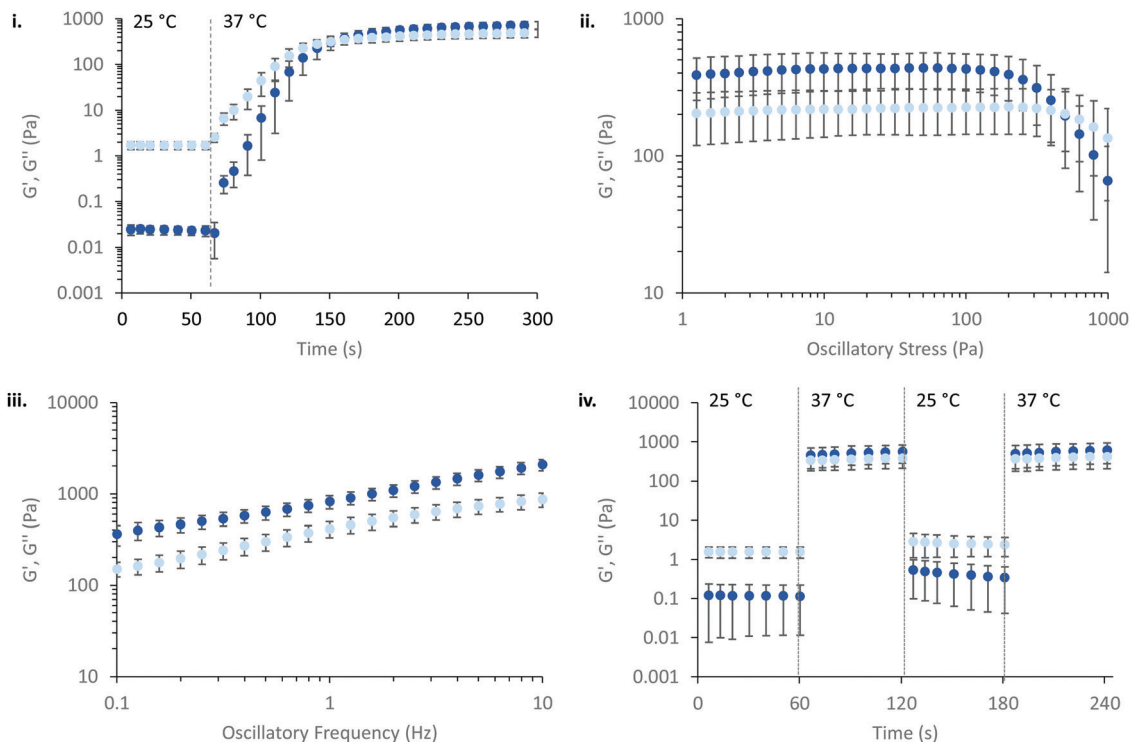 i.
25 °C 37 °C
1000
100
10
1
0.1
0.01
0.001
G', G'' (Pa)
0 50 100 150 200 250 300
Time (s)
ii.
1000
100
10
G', G'' (Pa)
1 10 100 1000
Oscillatory Stress (Pa)
iii.
10000
1000
100
10
G', G'' (Pa)
0.1 1 10
Oscillatory Frequency (Hz)
iv.
25 °C 37 °C 25 °C 37 °C
10000
1000
100
10
1
0.1
0.01
0.001
G', G'' (Pa)
0 60 120 180 240
Time (s)